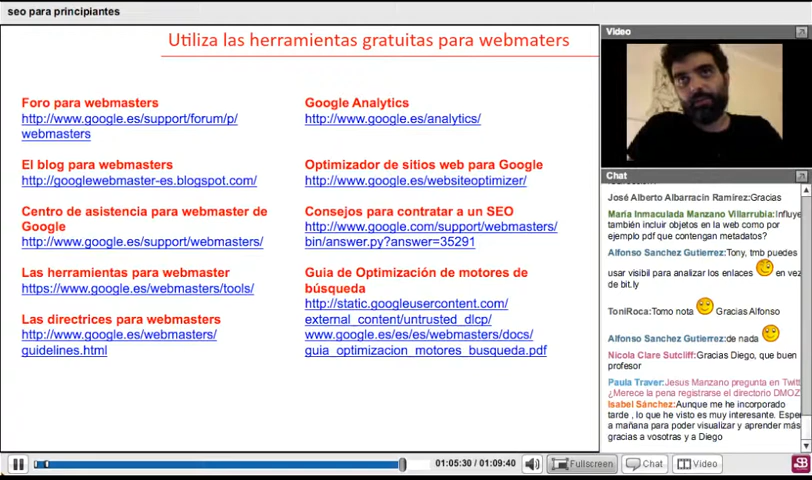 seo para principiantes
Utiliza las herramientas gratuitas para webmaters
Foro para webmasters
http://www.google.es/support/forum/p/
webmasters
El blog para webmasters
http://googlewebmaster-es.blogspot.com/
Centro de asistencia para webmaster de
Google
http://www.google.es/support/webmasters/
Las herramientas para webmaster
https://www.google.es/webmasters/tools/
Las directrices para webmasters
http://www.google.es/webmasters/
guidelines.html
Google Analytics
http://www.google.es/analytics/
Optimizador de sitios web para Google
http://www.google.es/websiteoptimizer/
Consejos para contratar a un SEO
http://www.google.com/support/webmasters/
bin/answer.py?answer=35291
Guia de Optimización de motores de
búsqueda
http://static.googleusercontent.com/
external_content/untrusted_dlcp/
www.google.es/es/es/webmasters/docs/
guia_optimizacion_motores_busqueda.pdf
Video
Chat
José Alberto Albarracin Ramirez:Gracias
María Inmaculada Manzano Villarrubia:Influye
también incluir objetos en la web como por
ejemplo pdf que contengan metadatos?
Alfonso Sanchez Gutierrez:Tony, tmb puedes
usar visibil para analizar los enlaces en vez
de bit.ly
ToniRoca:Tomo nota Gracias Alfonso
Alfonso Sanchez Gutierrez:de nada
Nicola Clare Sutcliff:Gracias Diego, que buen
profesor
Paula Traver:Jesus Manzano pregunta en Twitt
¿Merece la pena registrarse el directorio DMOZ
Isabel Sánchez:Aunque me he incorporado
tarde , lo que he visto es muy interesante. Esper
a mañana para poder visualizar y aprender más
gracias a vosotras y a Diego
01:05:30 / 01:09:40
Fullscreen
Chat
Video